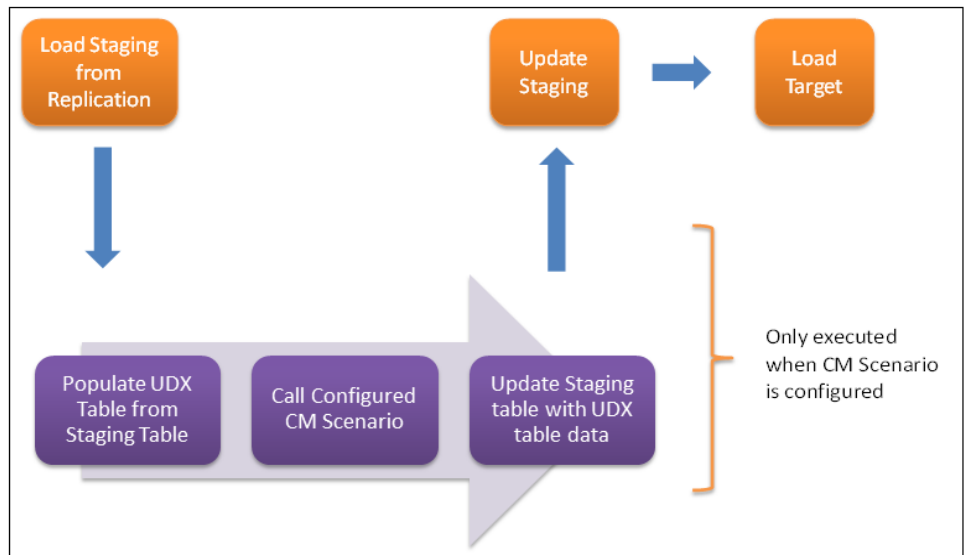 Load Staging
from
Replication
Update
Staging
Load
Target
Populate UDX
Table from
Staging Table
Call Configured
CM Scenario
Update Staging
table with UDX
table data
Only executed
when CM Scenario
is configured